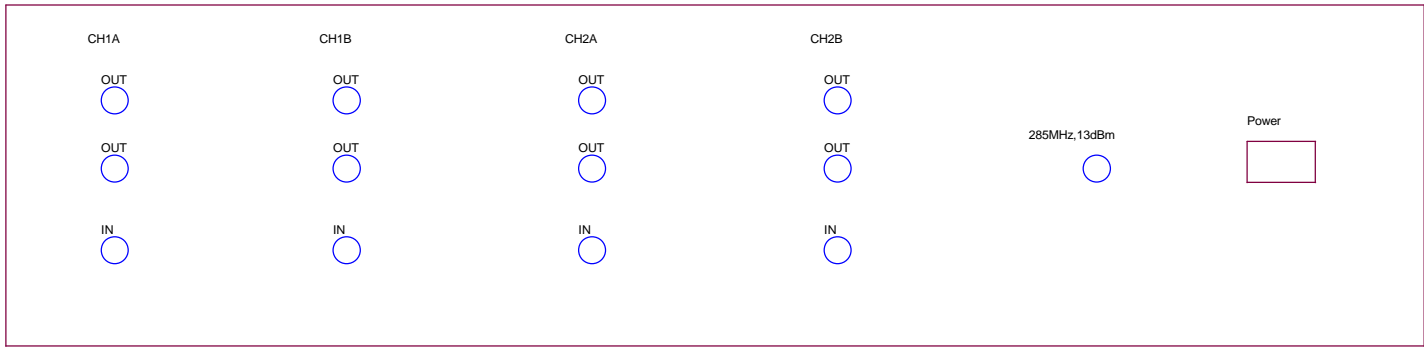 CH1A CH1B CH2A CH2B
OUT OUT OUT OUT
Power
285MHz,13dBm
OUT OUT OUT OUT
IN IN IN IN